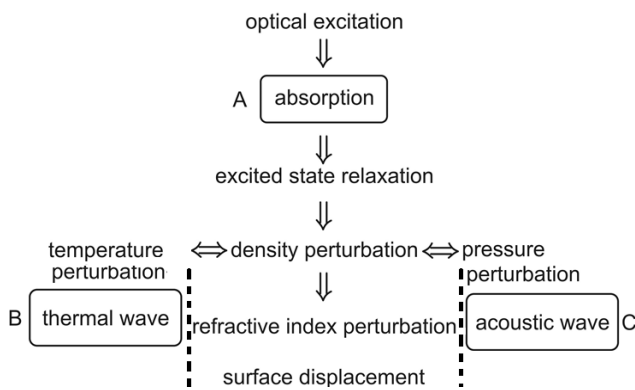 optical excitation
A absorption
excited state relaxation
temperature
perturbation
density perturbation
pressure
perturbation
B thermal wave
refractive index perturbation
acoustic wave C
surface displacement